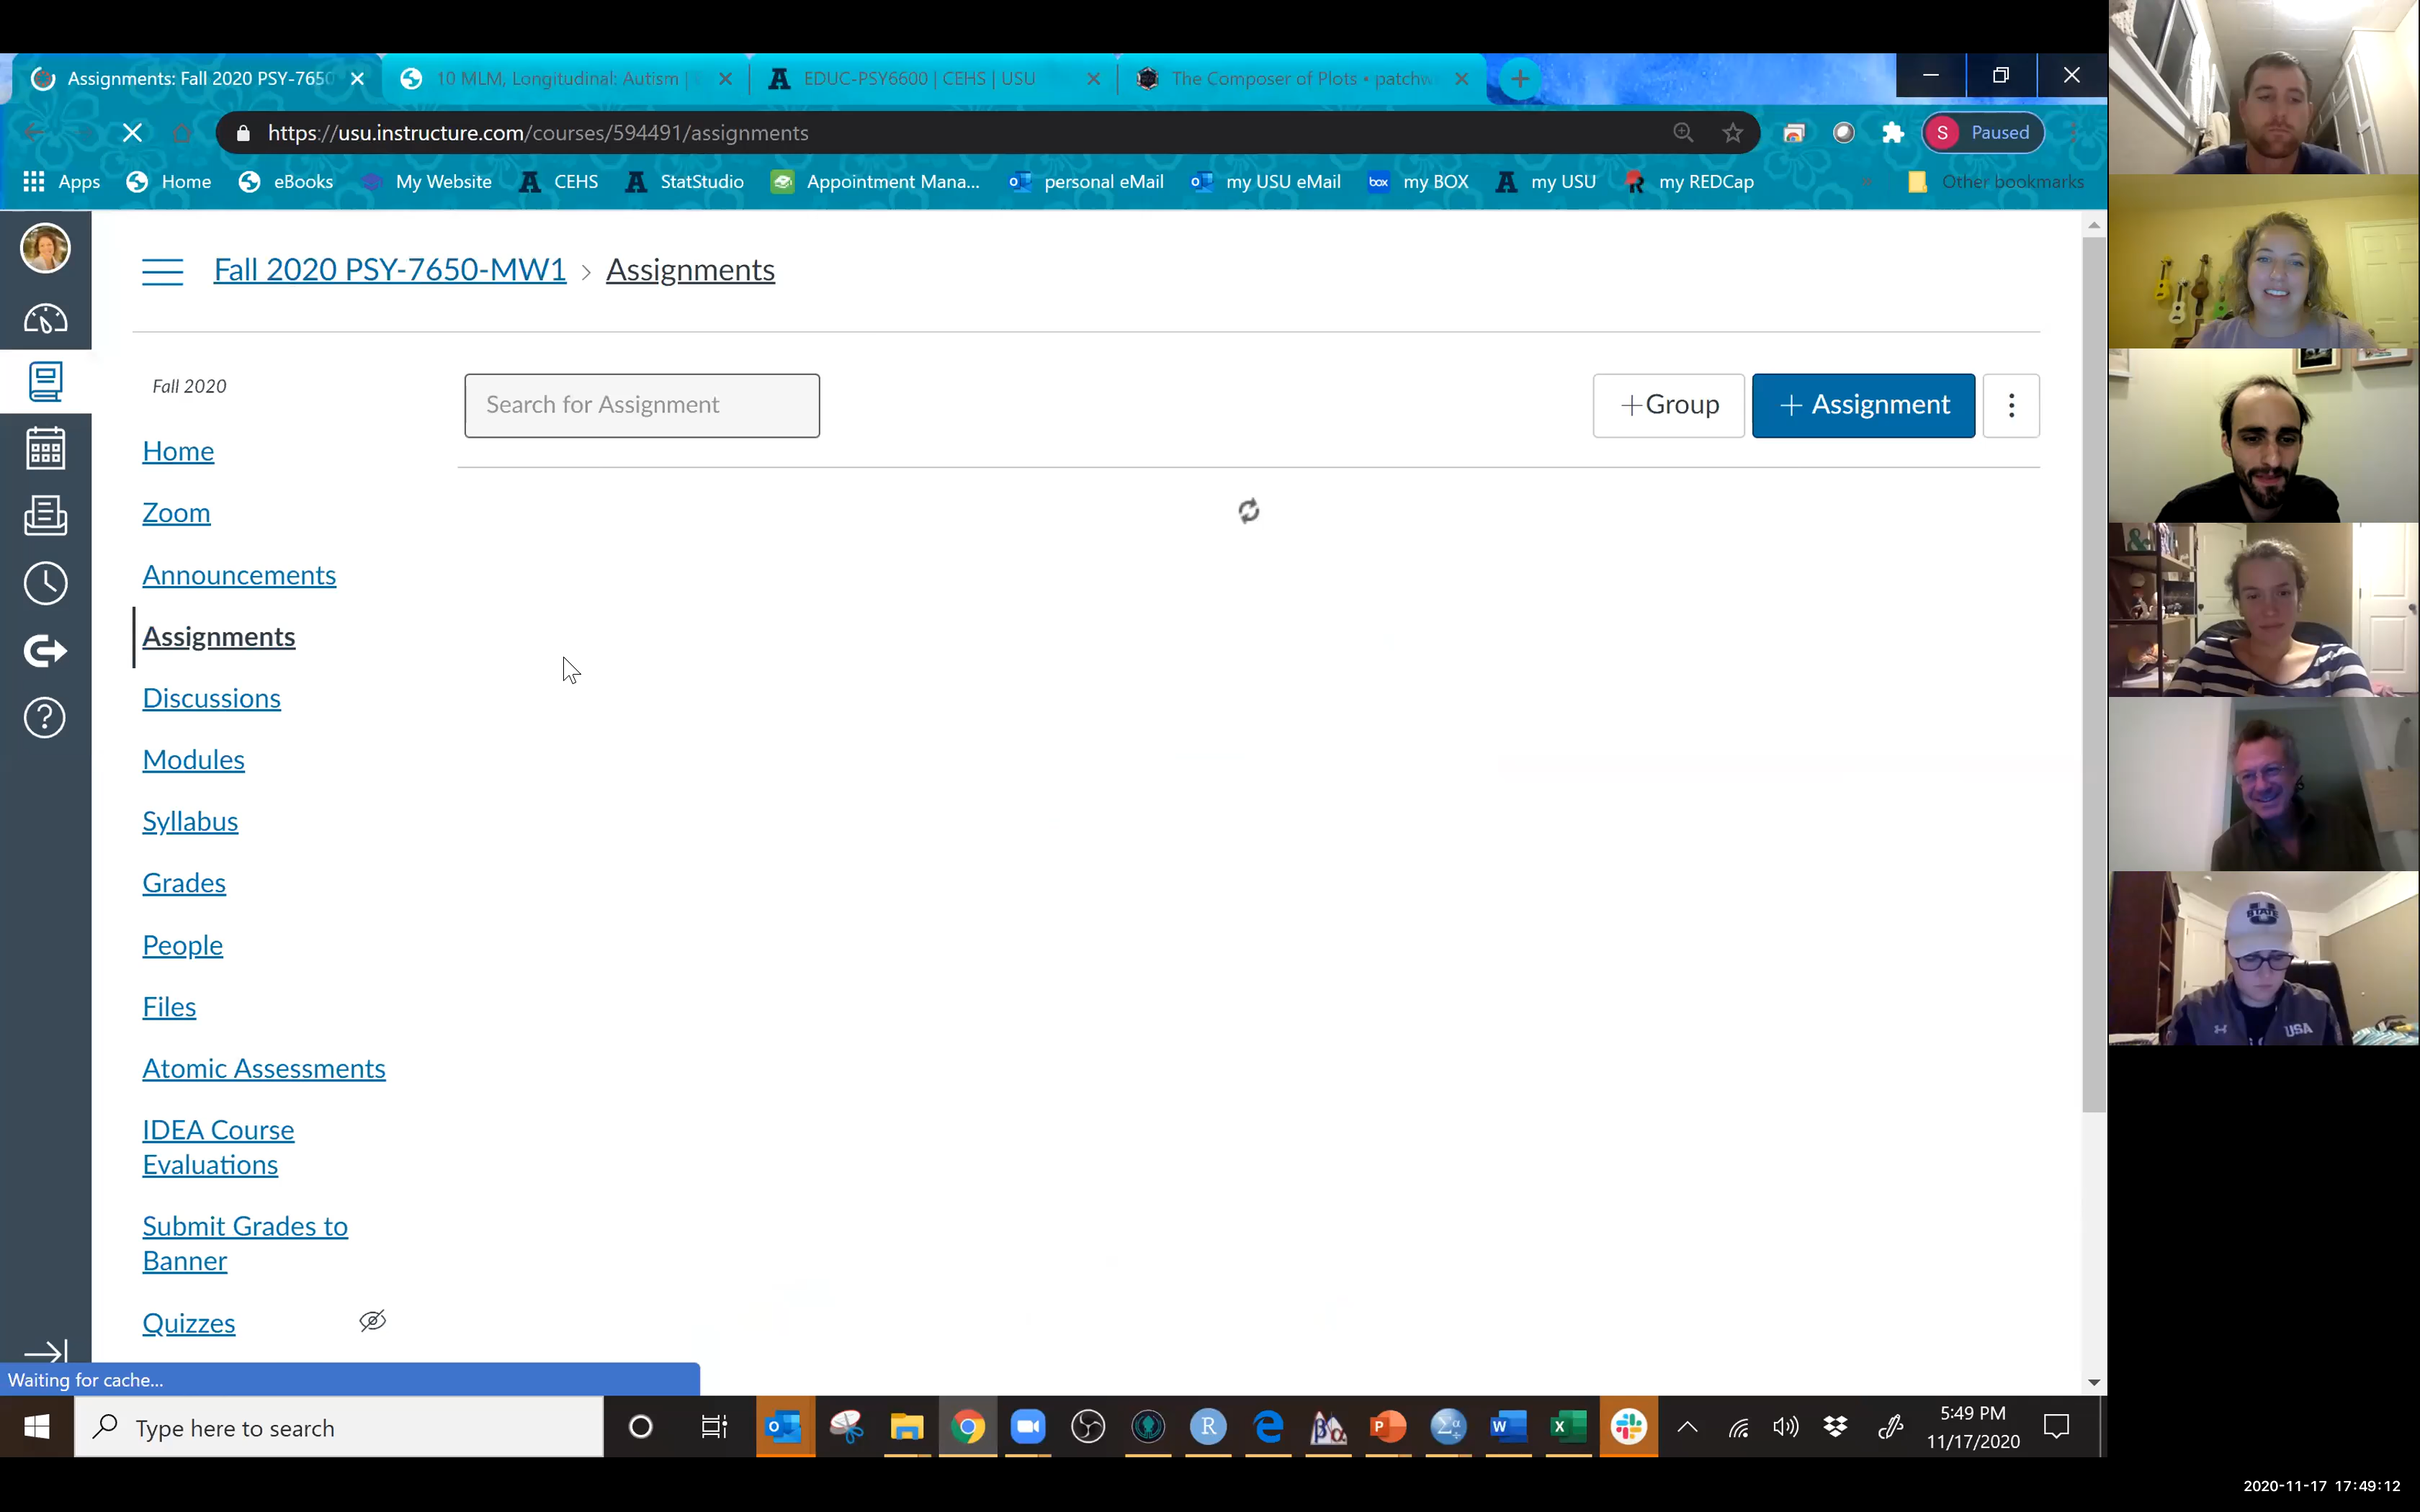 Assignments: Fall 2020 PSY-7650
10 MLM, Longitudinal: Autism |
EDUC-PSY6600 | CEHS | USU
The Composer of Plots • patchw
https://usu.instructure.com/courses/594491/assignments
S Paused
Apps
Home
eBooks
My Website
CEHS
StatStudio
Appointment Mana...
personal eMail
my USU eMail
box my BOX
my USU
my REDCap
»
Other bookmarks
Fall 2020 PSY-7650-MW1 > Assignments
Fall 2020
Search for Assignment
+Group
+ Assignment
Home
Zoom
Announcements
Assignments
Discussions
Modules
Syllabus
Grades
People
Files
Atomic Assessments
IDEA Course
Evaluations
Submit Grades to
Banner
Quizzes
Waiting for cache...
Type here to search
5:49 PM
11/17/2020
U STATE
USA
2020-11-17 17:49:12